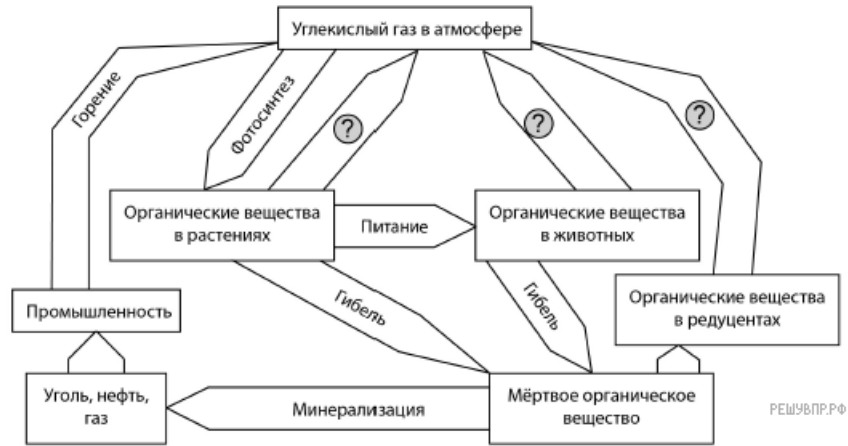 Углекислый газ в атмосфере
Горение
Фотосинтез
?
?
?
Органические вещества
в растениях
Питание
Органические вещества
в животных
Гибель
Гибель
Органические вещества
в редуцентах
Промышленность
Уголь, нефть,
газ
Минерализация
Мёртвое органическое
вещество
РЕШУВПР.РФ